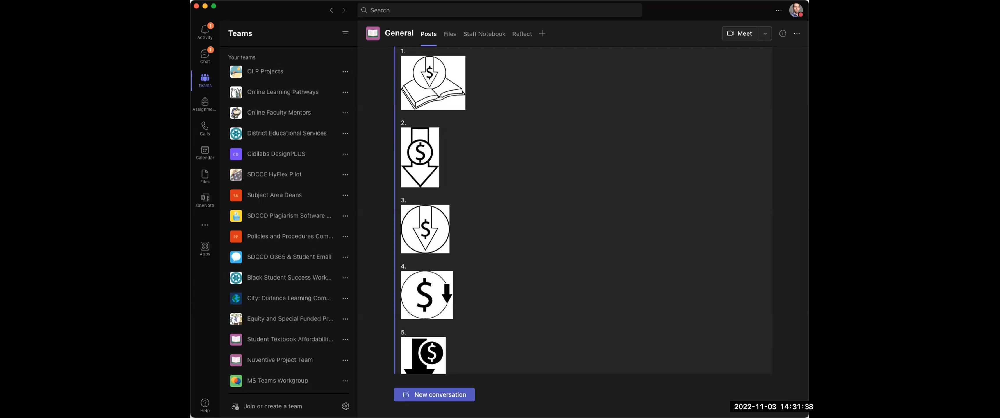 Search
1
Activity
1
Chat
Teams
Assignme...
Calls
Calendar
Files
OneNote
Apps
Help
Teams
Your teams
OLP Projects
Online Learning Pathways
Online Faculty Mentors
District Educational Services
CD
Cidilabs DesignPLUS
SDCCE HyFlex Pilot
SA
Subject Area Deans
SDCCD Plagiarism Software ...
PP
Policies and Procedures Com...
SDCCD O365 & Student Email
Black Student Success Work...
City: Distance Learning Com...
Equity and Special Funded Pr...
Student Textbook Affordabilit...
Nuventive Project Team
MS Teams Workgroup
Join or create a team
General Posts Files Staff Notebook Reflect
Meet
1.
$
2.
$
3.
$
4.
$
5.
$
New conversation
2022-11-03 14:31:38